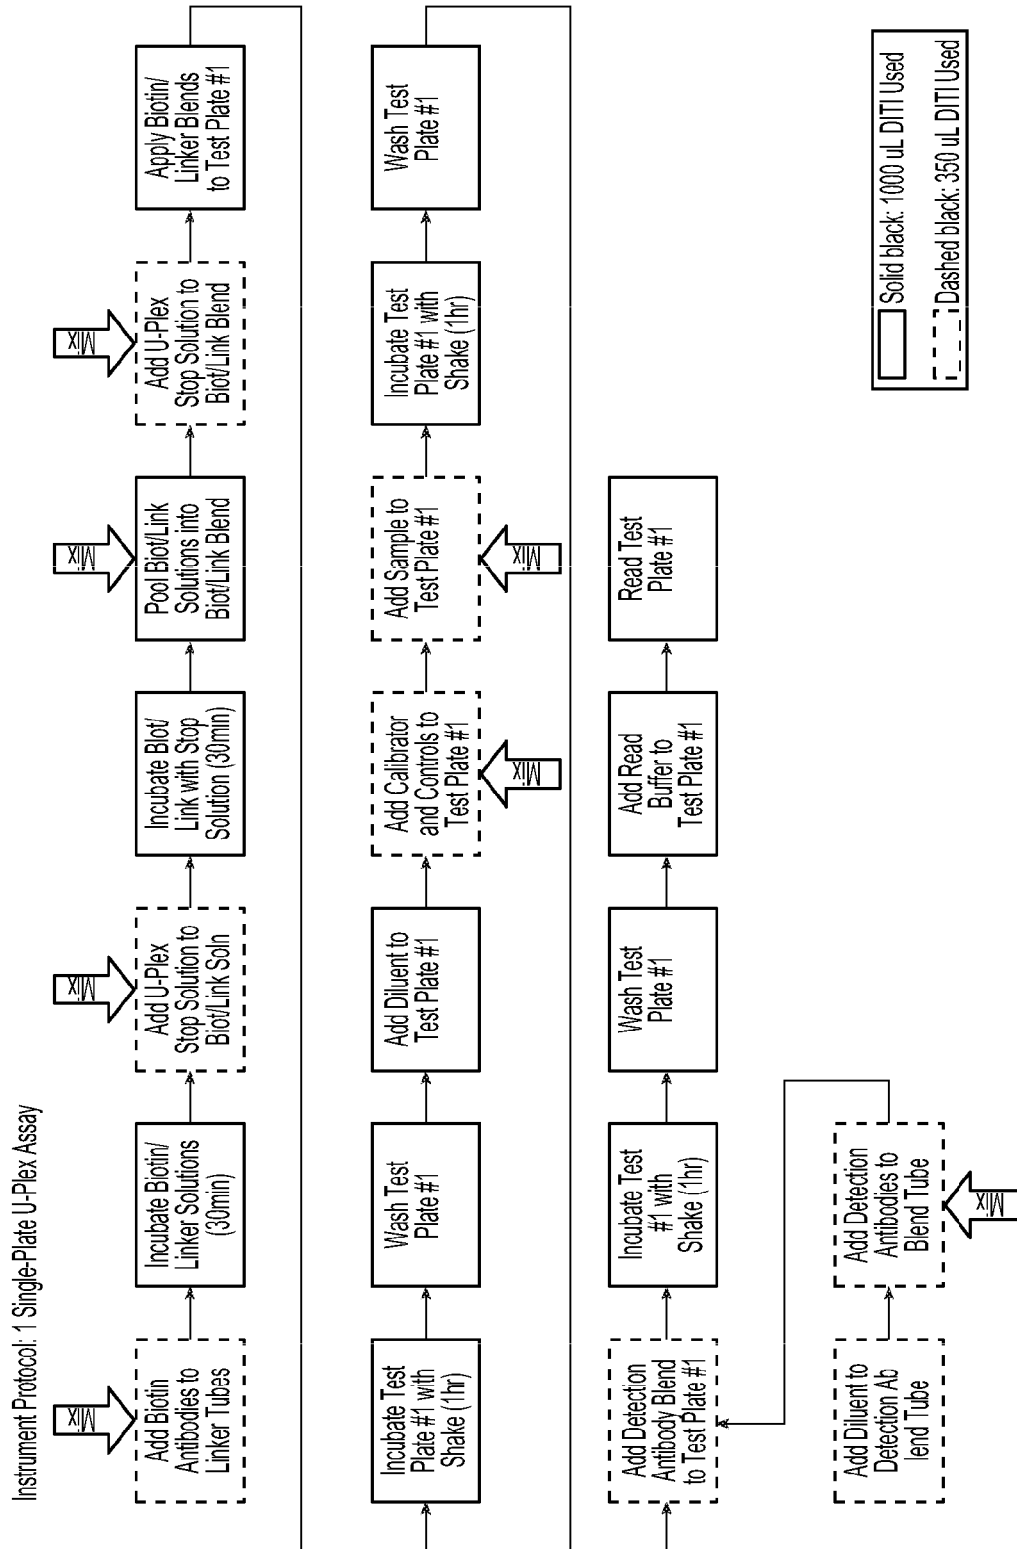 Instrument Protocol: 1 Single-Plate U-Plex Assay
Mix
Add Biotin
Antibodies to
Linker Tubes
Incubate Biotin/
Linker Solutions
(30min)
Mix
Add U-Plex
Stop Solution to
Biot/Link Soln
Incubate Biot/
Link with Stop
Solution (30min)
Mix
Pool Biot/Link
Solutions into
Biot/Link Blend
Mix
Add U-Plex
Stop Solution to
Biot/Link Blend
Apply Biotin/
Linker Blends
to Test Plate #1
Incubate Test
Plate #1 with
Shake (1hr)
Wash Test
Plate #1
Add Diluent to
Test Plate #1
Add Calibrator
and Controls to
Test Plate #1
Mix
Add Sample to
Test Plate #1
Mix
Incubate Test
Plate #1 with
Shake (1hr)
Wash Test
Plate #1
Add Detection
Antibody Blend
to Test Plate #1
Incubate Test
#1 with
Shake (1hr)
Wash Test
Plate #1
Add Read
Buffer to
Test Plate #1
Read Test
Plate #1
Add Diluent to
Detection Ab
lend Tube
Add Detection
Antibodies to
Blend Tube
Mix
Solid black: 1000 uL DITI Used
Dashed black: 350 uL DITI Used